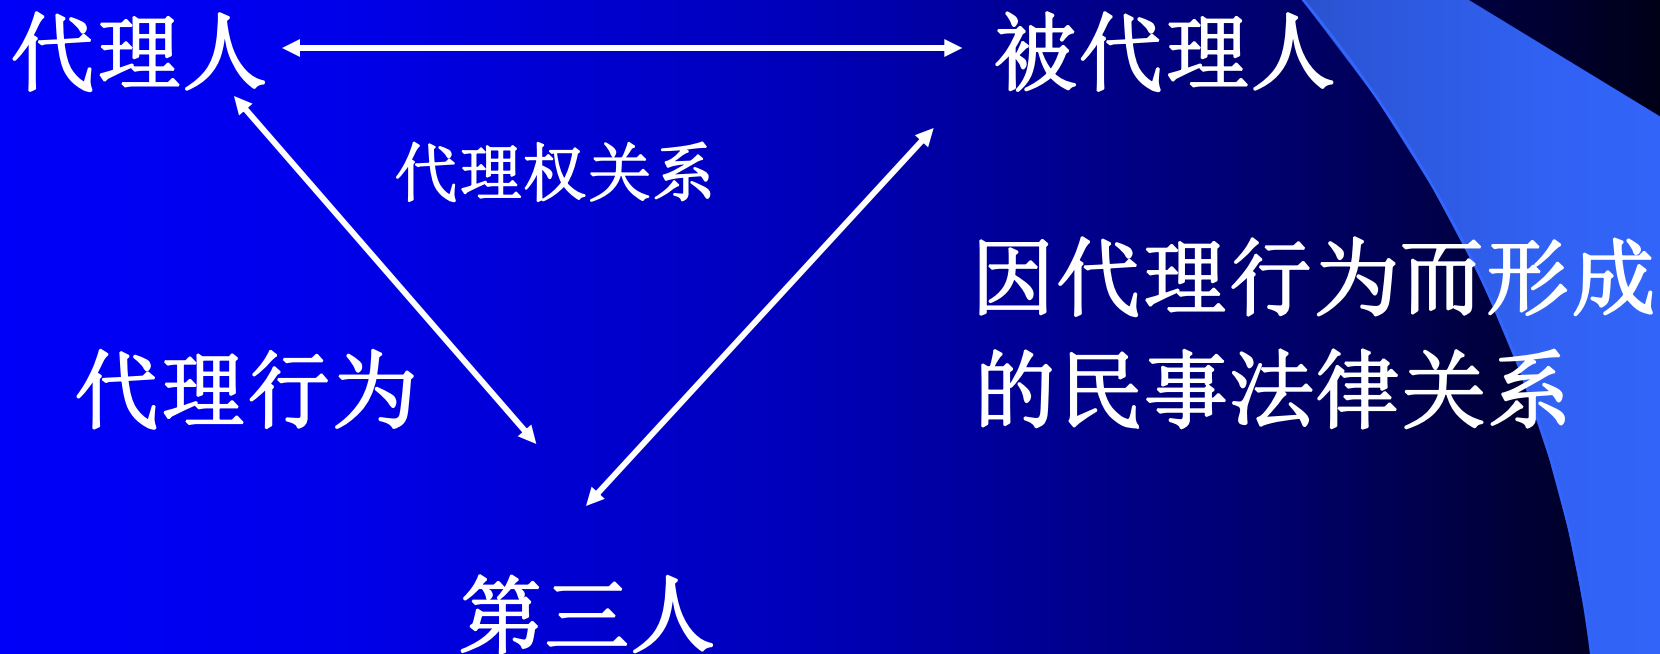 代理人
被代理人
代理权关系
因代理行为而形成
的民事法律关系
代理行为
第三人